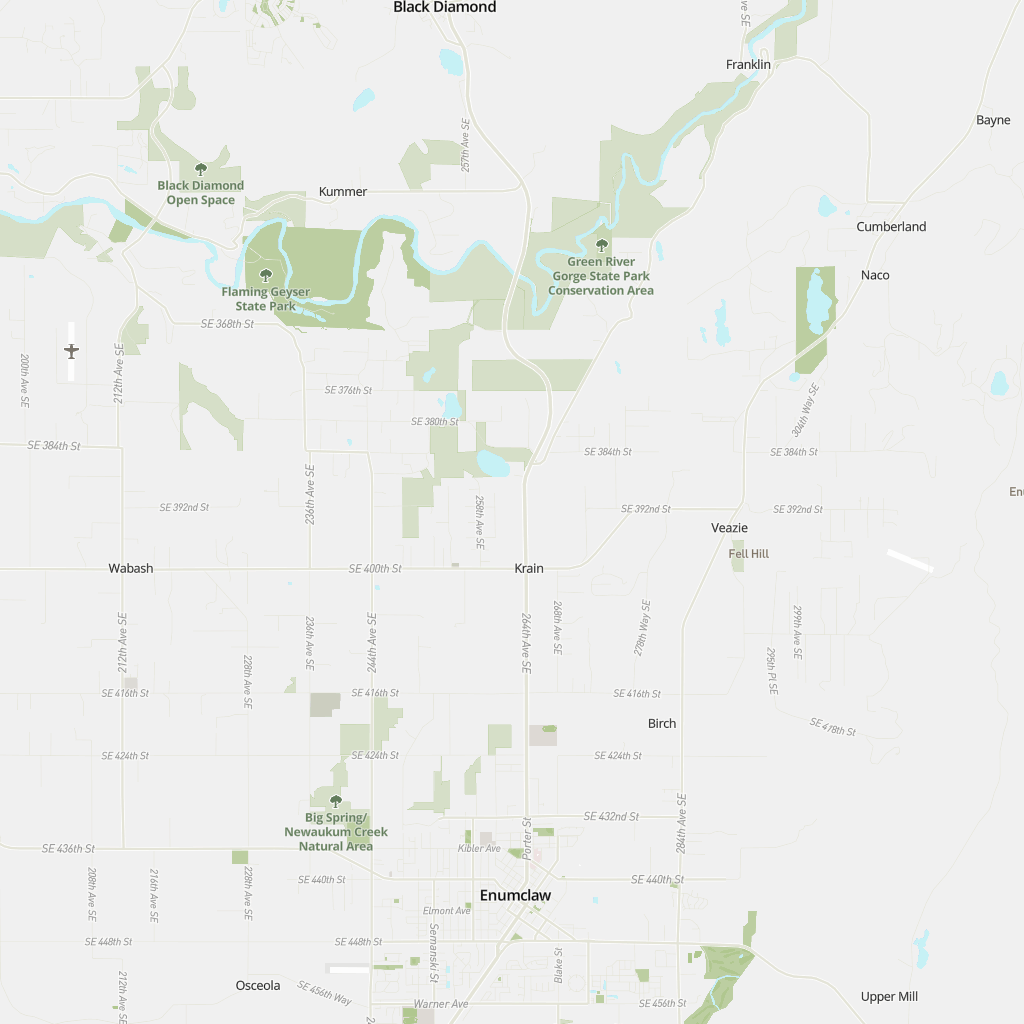 Black Diamond
Ave SE
Franklin
Bayne
257th Ave SE
Black Diamond
Open Space
Kummer
Cumberland
Green River
Gorge State Park
Conservation Area
Naco
Flaming Geyser
State Park
SE 368th St
200th Ave SE
212th Ave SE
SE 376th St
304th Way SE
SE 380th St
SE 384th St
SE 384th St
SE 384th St
236th Ave SE
258th Ave SE
Enu
SE 392nd St
SE 392nd St
SE 392nd St
Veazie
Fell Hill
Wabash
SE 400th St
Krain
212th Ave SE
236th Ave SE
244th Ave SE
264th Ave SE
268th Ave SE
278th Way SE
299th Ave SE
228th Ave SE
295th Pl SE
SE 416th St
SE 416th St
SE 416th St
Birch
SE 478th St
SE 424th St
SE 424th St
SE 424th St
Big Spring/
Newaukum Creek
Natural Area
SE 432nd St
Porter St
284th Ave SE
SE 436th St
Kibler Ave
208th Ave SE
216th Ave SE
228th Ave SE
SE 440th St
SE 440th St
Enumclaw
Elmont Ave
SE 448th St
SE 448th St
Semanski St
Blake St
212th Ave SE
Osceola
SE 456th Way
Warner Ave
SE 456th St
Upper Mill
24